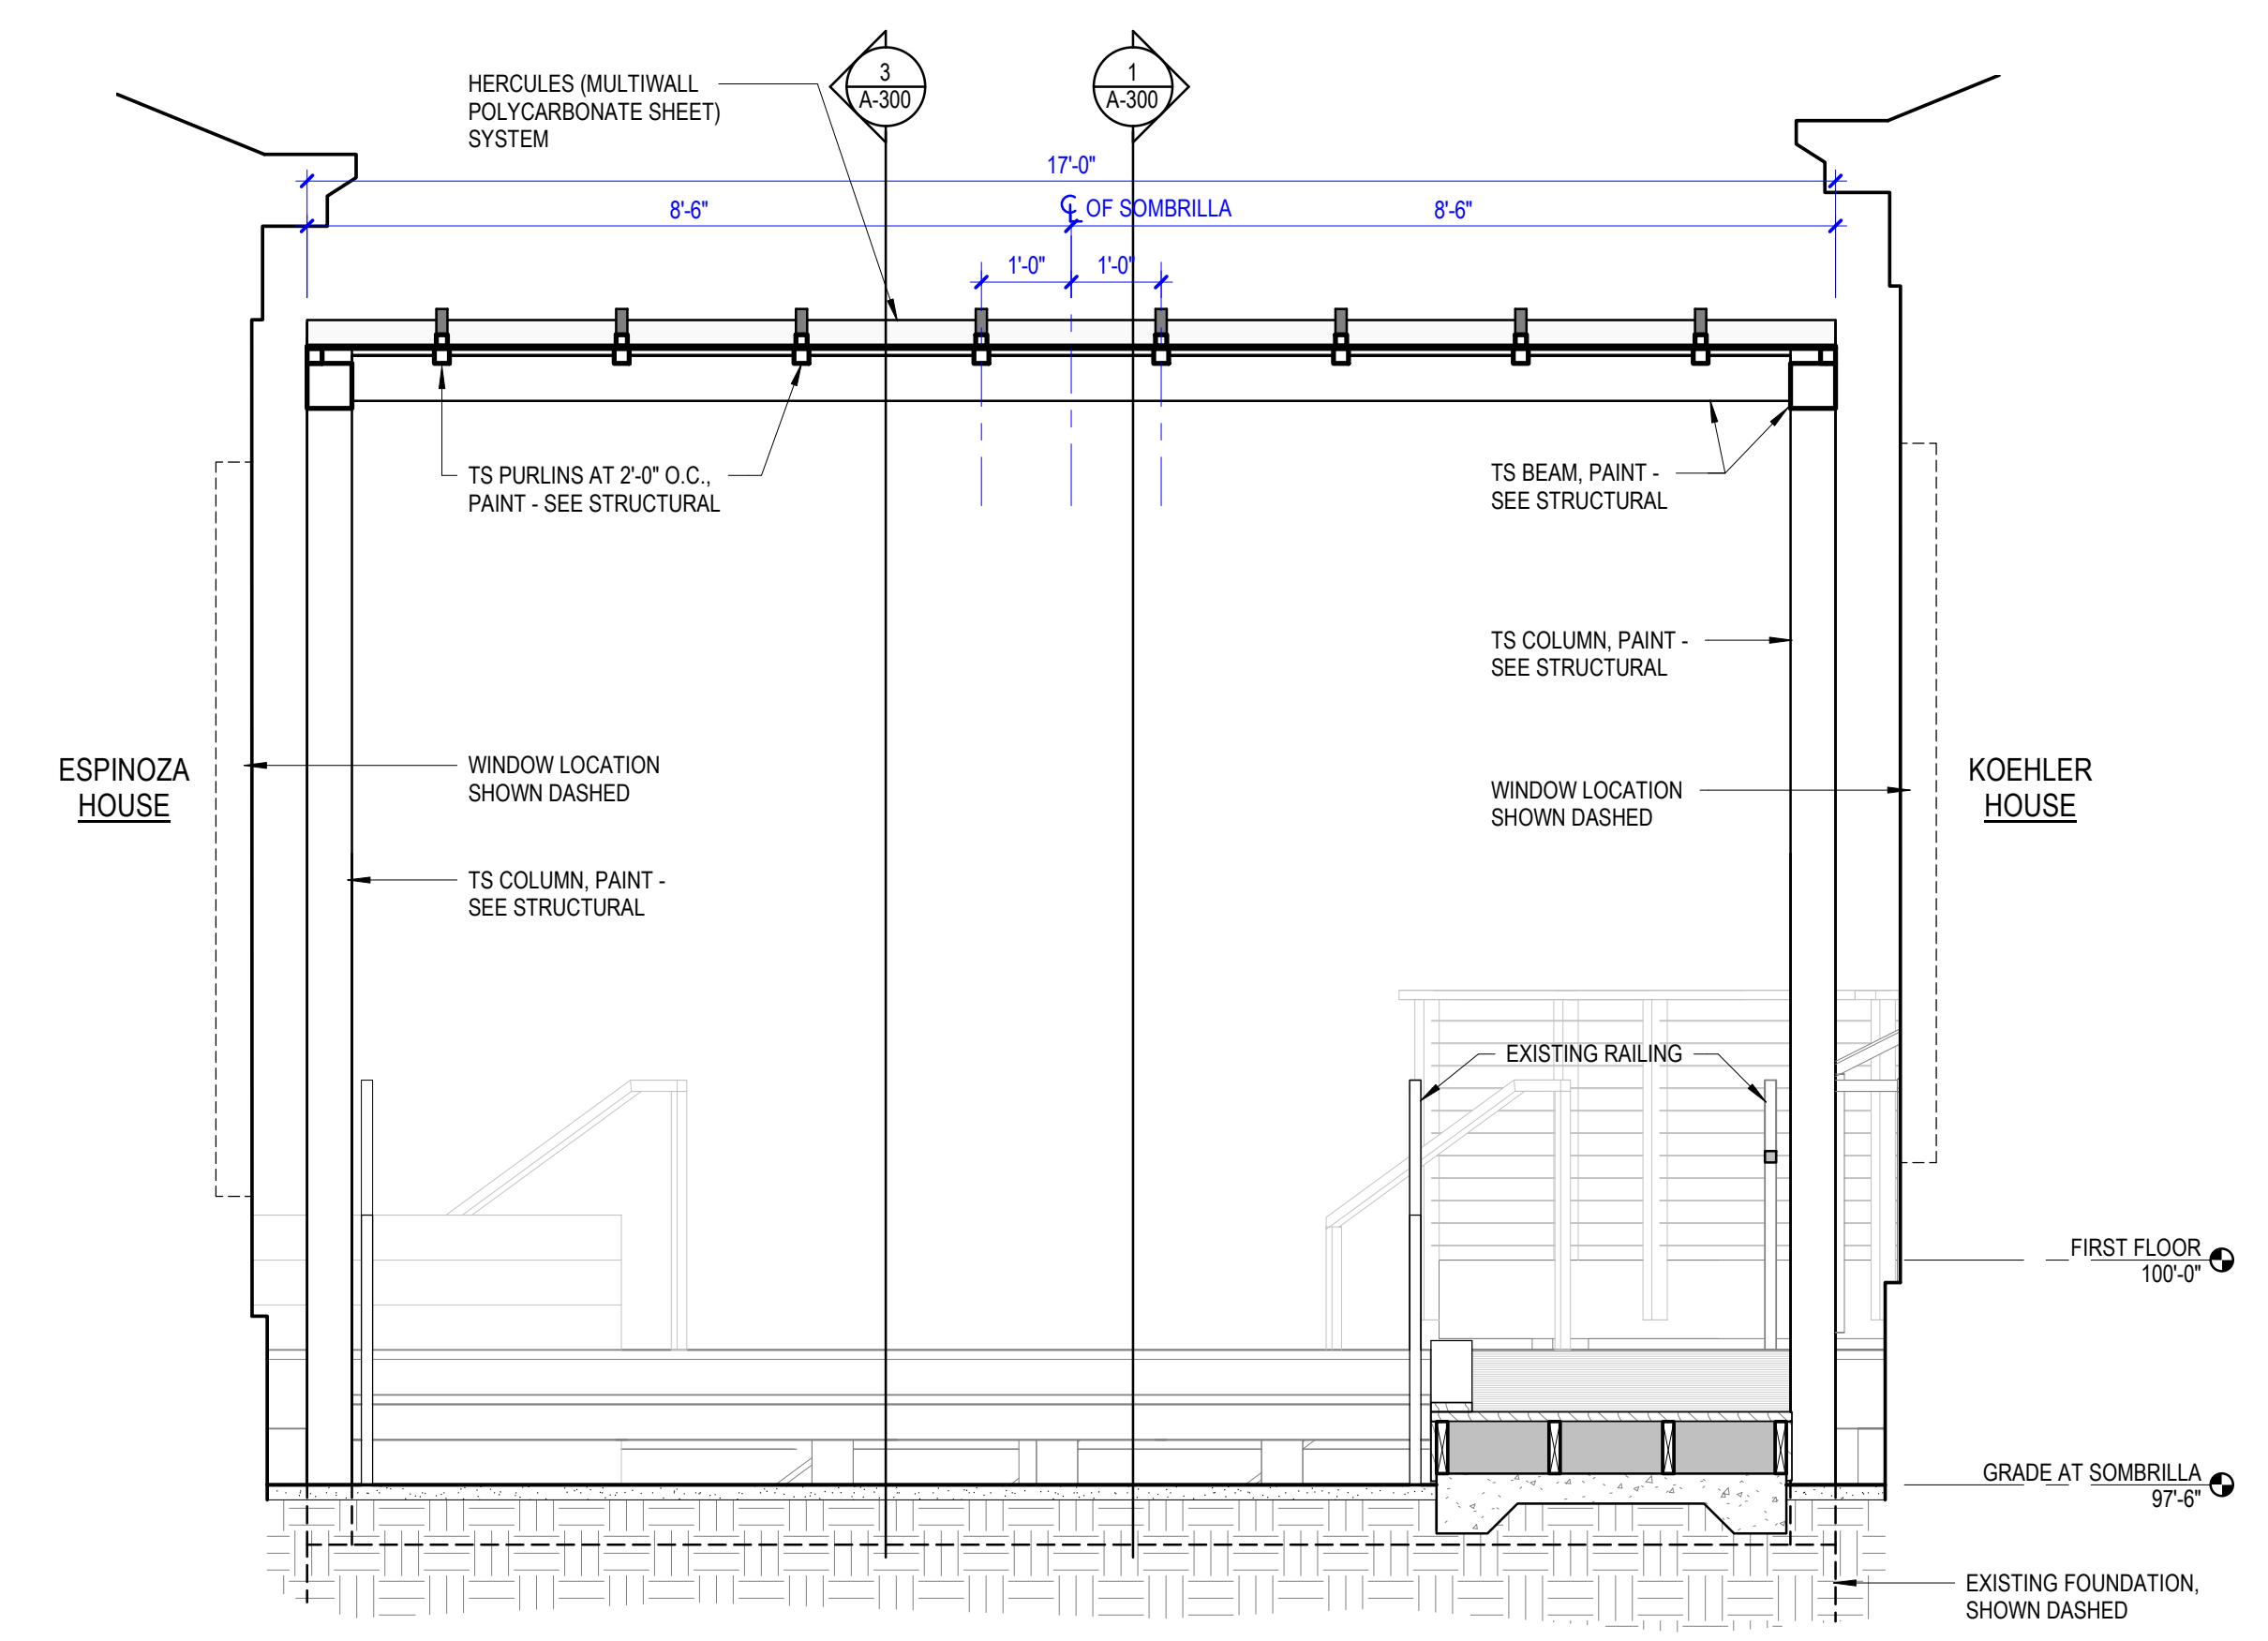 3
A-300
1
A-300
HERCULES (MULTIWALL
POLYCARBONATE SHEET)
SYSTEM
17'-0"
8'-6"
℄ OF SOMBRILLA
8'-6"
1'-0"
1'-0"
TS PURLINS AT 2'-0" O.C.,
PAINT - SEE STRUCTURAL
TS BEAM, PAINT -
SEE STRUCTURAL
TS COLUMN, PAINT -
SEE STRUCTURAL
ESPINOZA
HOUSE
WINDOW LOCATION
SHOWN DASHED
WINDOW LOCATION
SHOWN DASHED
KOEHLER
HOUSE
TS COLUMN, PAINT -
SEE STRUCTURAL
EXISTING RAILING
FIRST FLOOR
100'-0"
GRADE AT SOMBRILLA
97'-6"
EXISTING FOUNDATION,
SHOWN DASHED